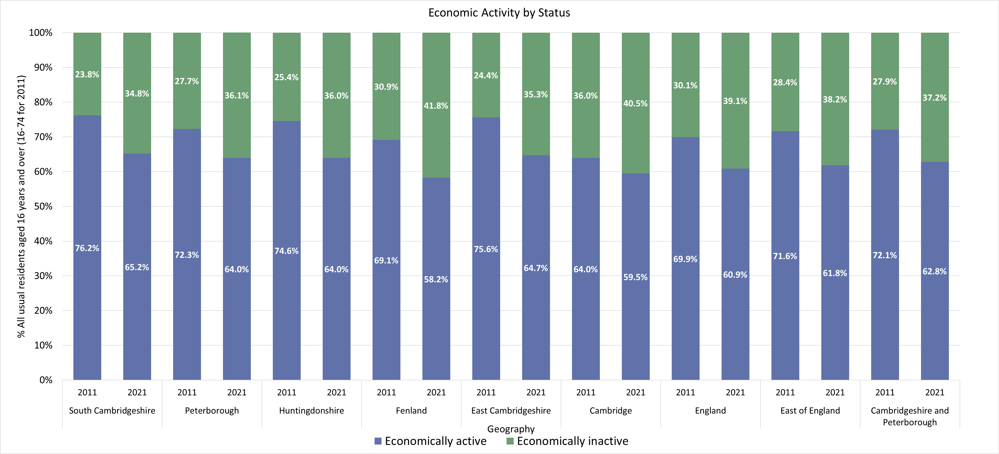 Economic Activity by Status
% All usual residents aged 16 years and over (16-74 for 2011)
100%
90%
80%
70%
60%
50%
40%
30%
20%
10%
0%
23.8%
34.8%
27.7%
36.1%
25.4%
36.0%
30.9%
41.8%
24.4%
35.3%
36.0%
40.5%
30.1%
39.1%
28.4%
38.2%
27.9%
37.2%
76.2%
65.2%
72.3%
64.0%
74.6%
64.0%
69.1%
58.2%
75.6%
64.7%
64.0%
59.5%
69.9%
60.9%
71.6%
61.8%
72.1%
62.8%
2011 2021 2011 2021 2011 2021 2011 2021 2011 2021 2011 2021 2011 2021 2011 2021 2011 2021
South Cambridgeshire
Peterborough
Huntingdonshire
Fenland
East Cambridgeshire
Cambridge
England
East of England
Cambridgeshire and
Peterborough
Geography
Economically active
Economically inactive